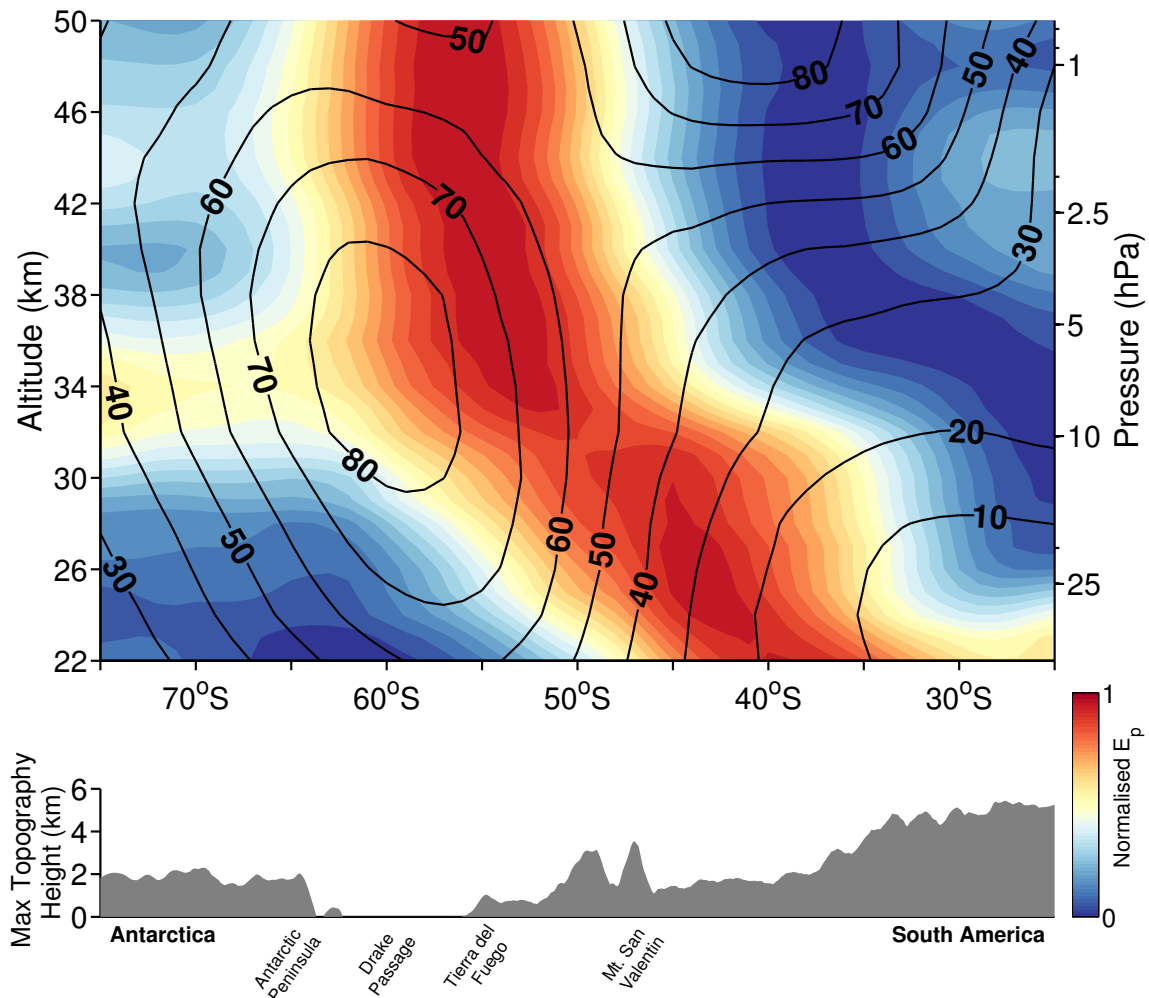 50
46
42
38
34
30
26
22
Altitude (km)
50
80
70
60
50
40
60
70
30
70
40
80
20
10
60
50
40
50
30
1
2.5
5
10
25
Pressure (hPa)
70°S
60°S
50°S
40°S
30°S
1
0
Normalised Ep
6
4
2
0
Max Topography
Height (km)
Antarctica
South America
Antarctic
Peninsula
Drake
Passage
Tierra del
Fuego
Mt. San
Valentin